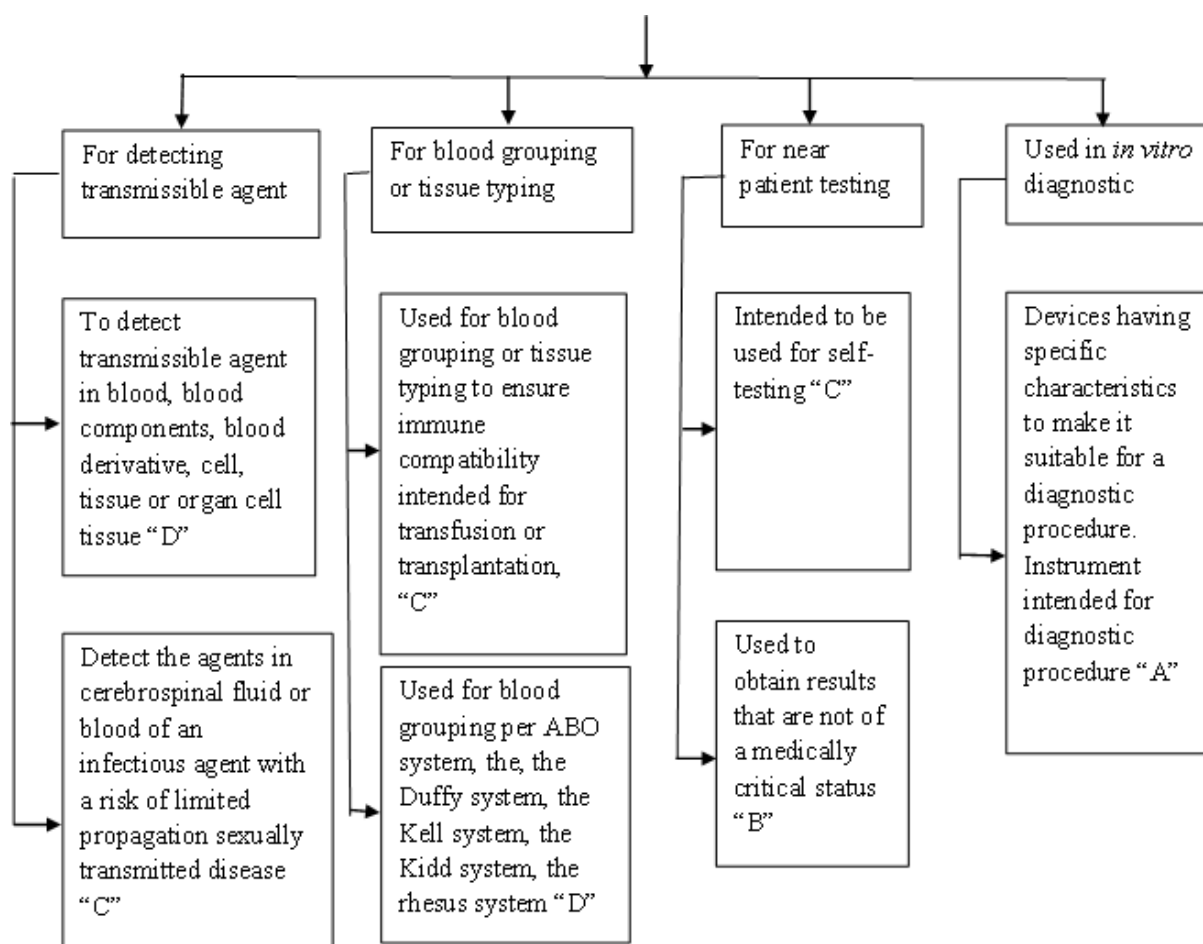 For detecting
transmissible agent
For blood grouping
or tissue typing
For near
patient testing
Used in in vitro
diagnostic
To detect
transmissible agent
in blood, blood
components, blood
derivative, cell,
tissue or organ cell
tissue “D”
Used for blood
grouping or tissue
typing to ensure
immune
compatibility
intended for
transfusion or
transplantation,
“C”
Intended to be
used for self-
testing “C”
Devices having
specific
characteristics
to make it
suitable for a
diagnostic
procedure.
Instrument
intended for
diagnostic
procedure “A”
Detect the agents in
cerebrospinal fluid or
blood of an
infectious agent with
a risk of limited
propagation sexually
transmitted disease
“C”
Used for blood
grouping per ABO
system, the, the
Duffy system, the
Kell system, the
Kidd system, the
rhesus system “D”
Used to
obtain results
that are not of
a medically
critical status
“B”